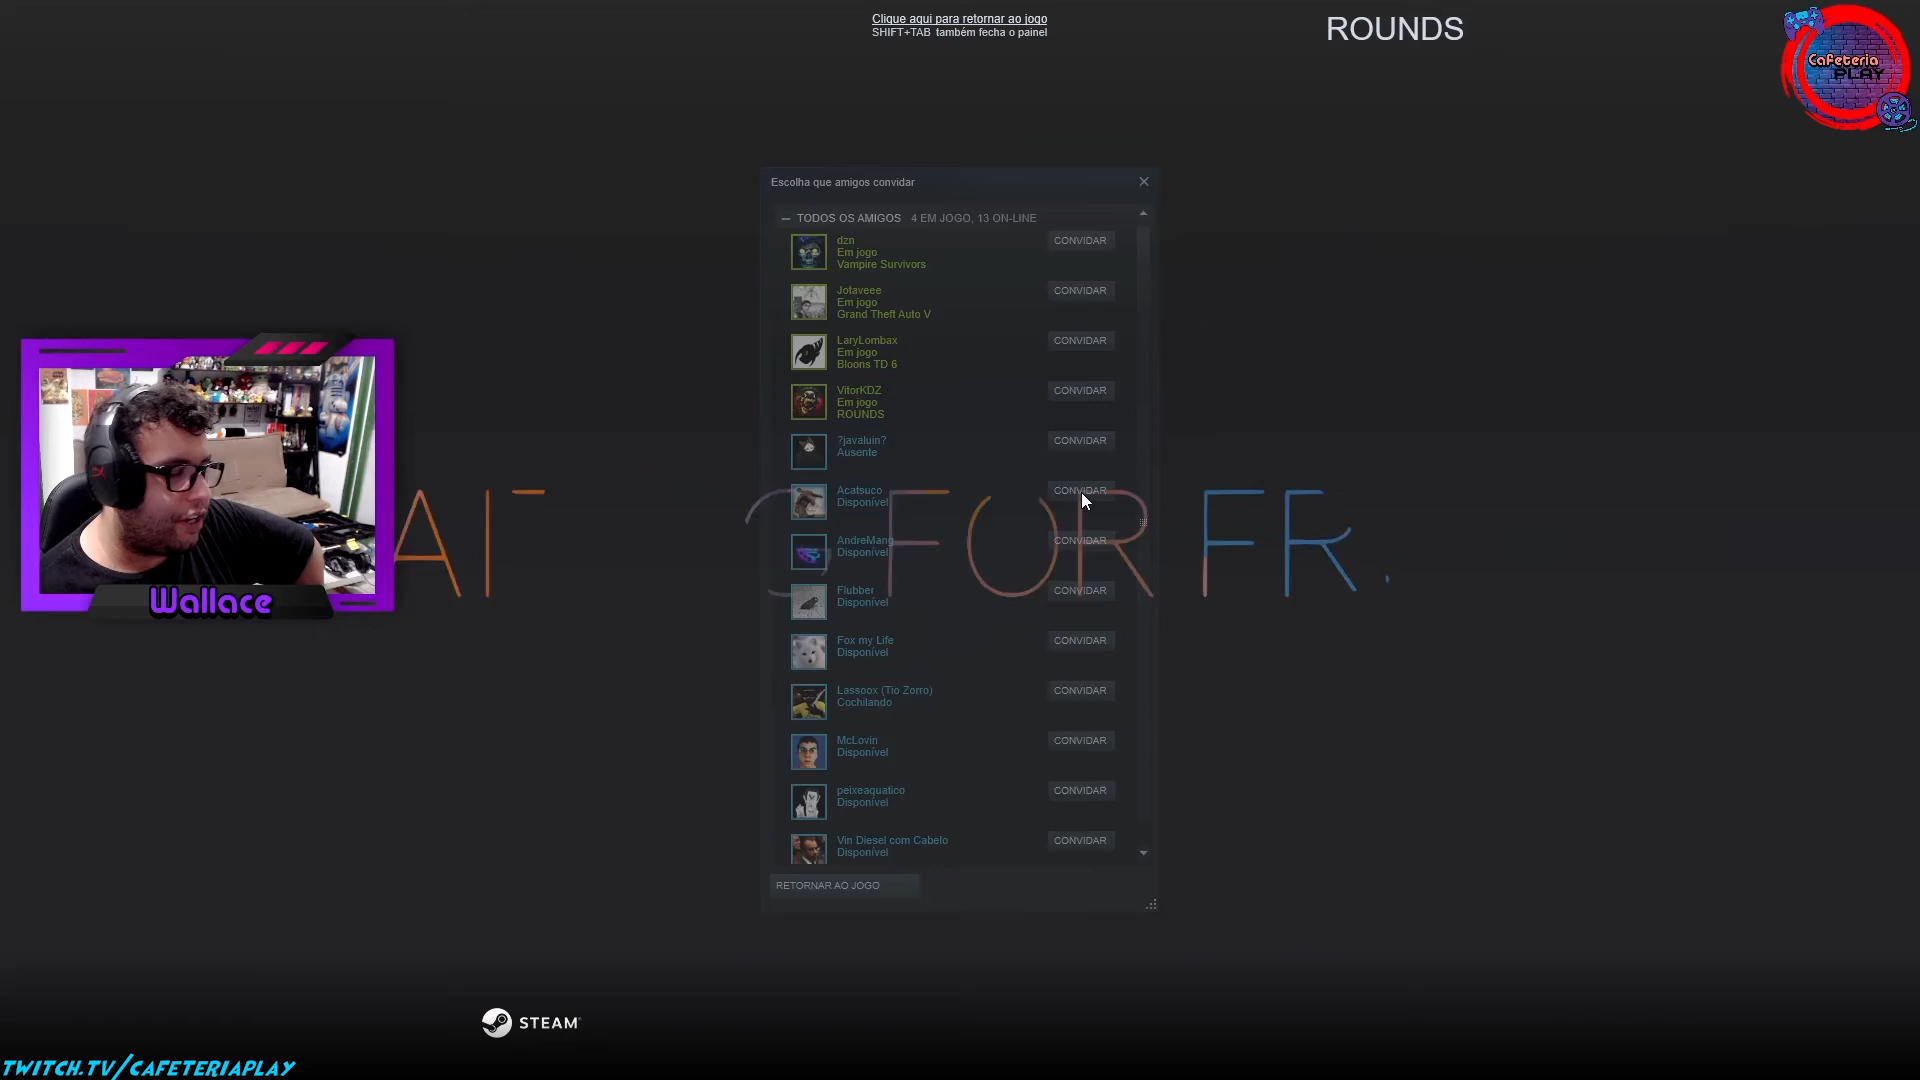 Clique aqui para retornar ao jogo
SHIFT+TAB também fecha o painel
ROUNDS
Cafeteria
PLAY
Escolha que amigos convidar
TODOS OS AMIGOS 4 EM JOGO, 13 ON-LINE
dzn
Em jogo
Vampire Survivors
CONVIDAR
Jotaveee
Em jogo
Grand Theft Auto V
CONVIDAR
LaryLombax
Em jogo
Bloons TD 6
CONVIDAR
VitorKDZ
Em jogo
ROUNDS
CONVIDAR
?javaluin?
Ausente
CONVIDAR
Acatsuco
Disponível
CONVIDAR
AndreMang
Disponível
CONVIDAR
Flubber
Disponível
CONVIDAR
Fox my Life
Disponível
CONVIDAR
Lassoox (Tio Zorro)
Cochilando
CONVIDAR
McLovin
Disponível
CONVIDAR
peixeaquatico
Disponível
CONVIDAR
Vin Diesel com Cabelo
Disponível
CONVIDAR
RETORNAR AO JOGO
AIT G FOR FR.
Wallace
STEAM
TWITCH.TV/CAFETERIAPLAY